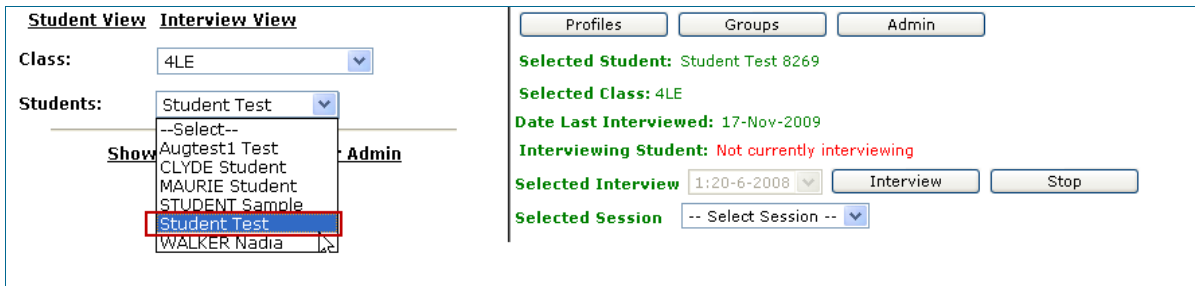 Student View Interview View
Class: 4LE
Students: Student Test
--Select--
Augtest1 Test
Show r Admin
CLYDE Student
MAURIE Student
STUDENT Sample
Student Test
WALKER Nadia
Profiles Groups Admin
Selected Student: Student Test 8269
Selected Class: 4LE
Date Last Interviewed: 17-Nov-2009
Interviewing Student: Not currently interviewing
Selected Interview 1:20-6-2008 Interview Stop
Selected Session -- Select Session --